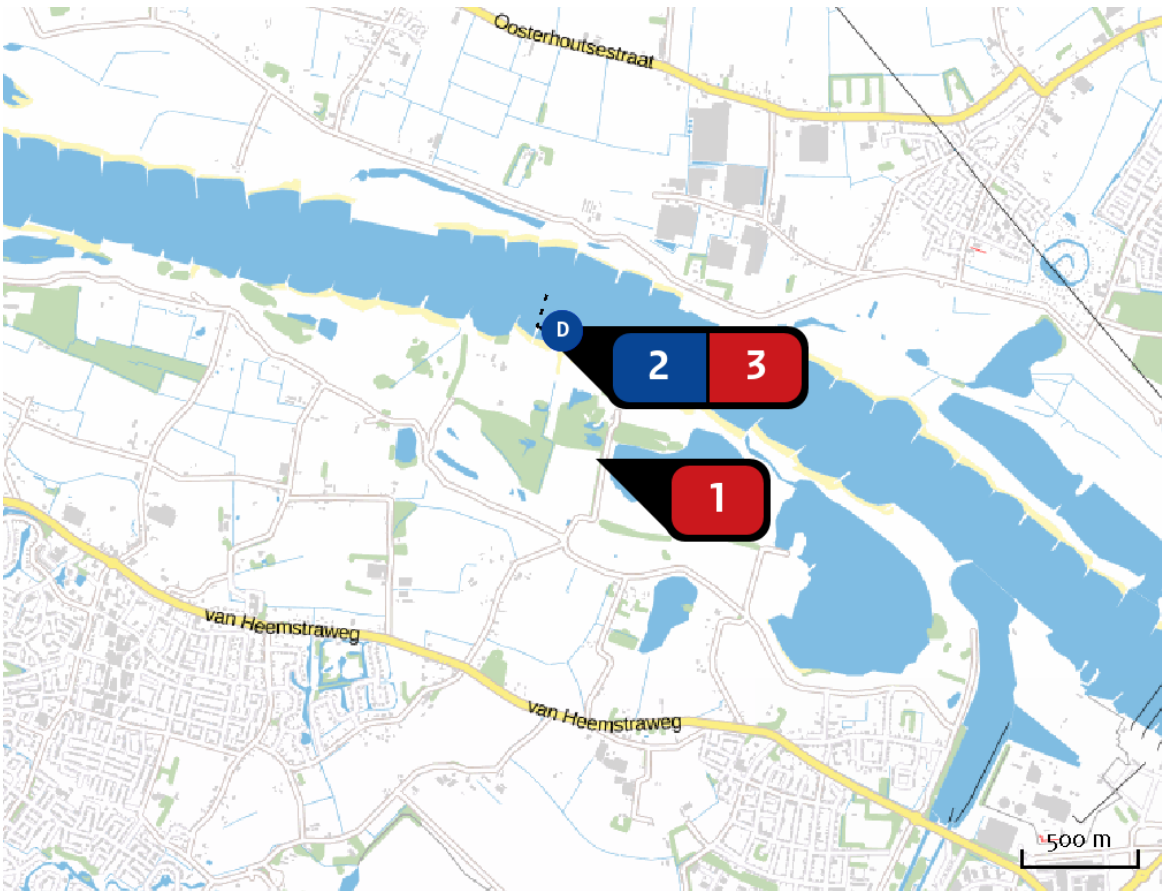 Oosterhoutsestraat
D
2 3
1
van Heemstraweg
van Heemstraweg
500 m